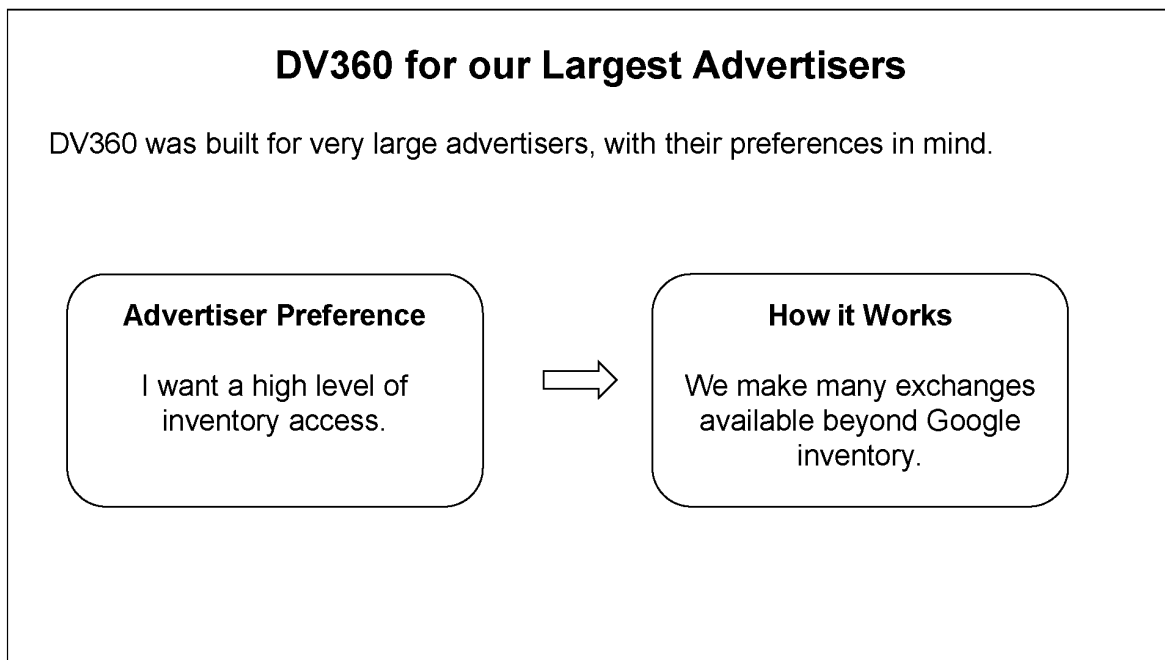 DV360 for our Largest Advertisers
DV360 was built for very large advertisers, with their preferences in mind.
Advertiser Preference
I want a high level of
inventory access.
How it Works
We make many exchanges
available beyond Google
inventory.